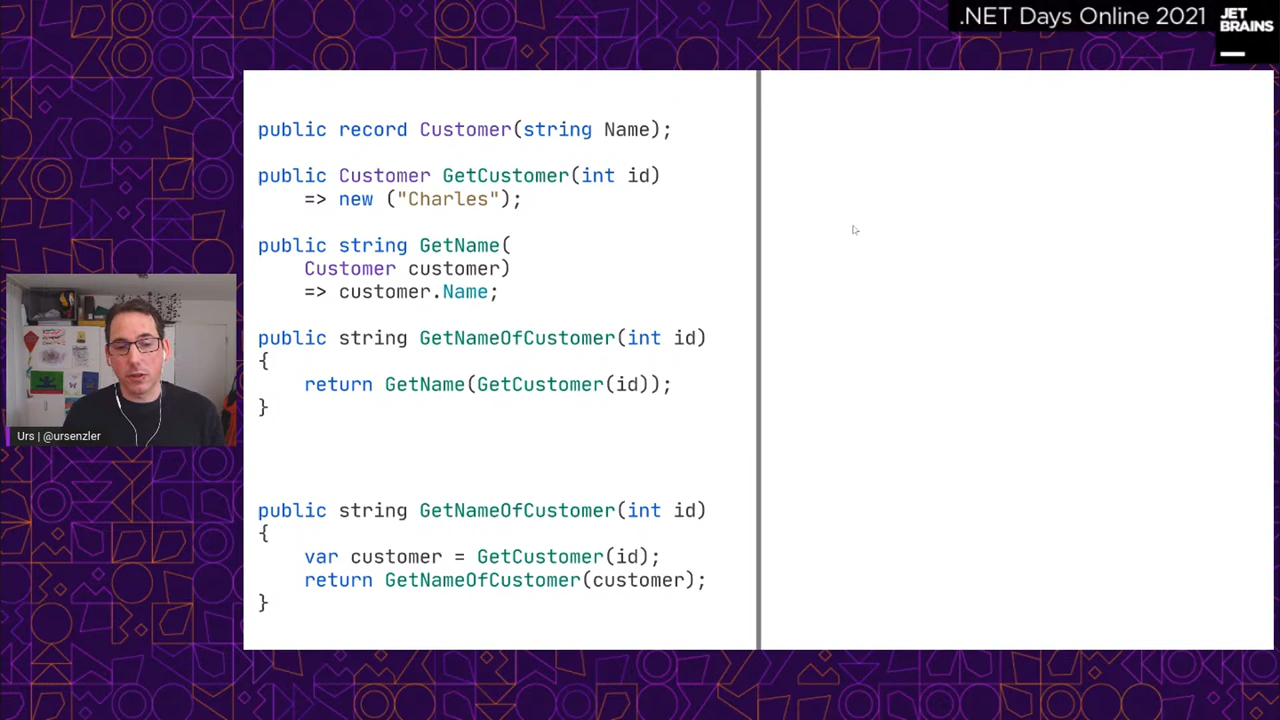 .NET Days Online 2021
JET
BRAINS
public record Customer(string Name);
public Customer GetCustomer(int id)
    => new ("Charles");
public string GetName(
    Customer customer)
    => customer.Name;
public string GetNameOfCustomer(int id)
{
    return GetName(GetCustomer(id));
}
public string GetNameOfCustomer(int id)
{
    var customer = GetCustomer(id);
    return GetNameOfCustomer(customer);
}
Urs | @ursenzler